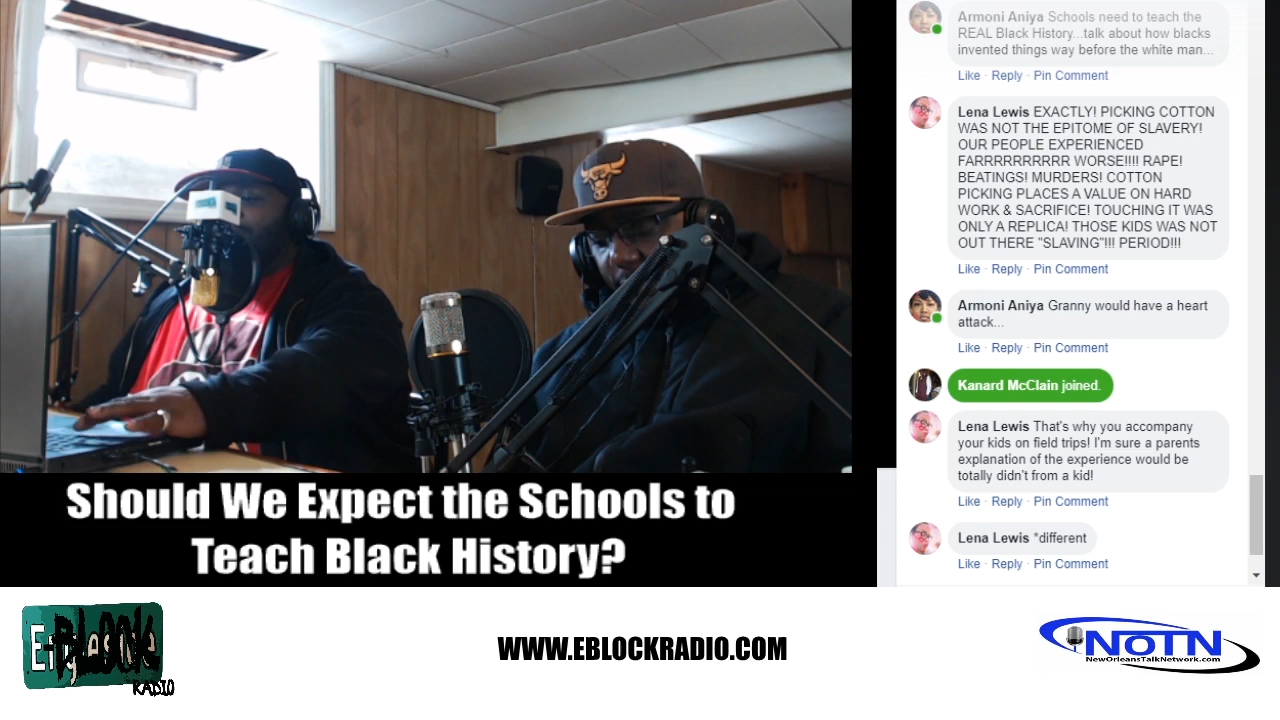 Should We Expect the Schools to
Teach Black History?
Armoni Aniya Schools need to teach the
REAL Black History...talk about how blacks
invented things way before the white man...
Like · Reply · Pin Comment
Lena Lewis EXACTLY! PICKING COTTON
WAS NOT THE EPITOME OF SLAVERY!
OUR PEOPLE EXPERIENCED
FARRRRRRRRRR WORSE!!!! RAPE!
BEATINGS! MURDERS! COTTON
PICKING PLACES A VALUE ON HARD
WORK & SACRIFICE! TOUCHING IT WAS
ONLY A REPLICA! THOSE KIDS WAS NOT
OUT THERE "SLAVING"!!! PERIOD!!!
Like · Reply · Pin Comment
Armoni Aniya Granny would have a heart
attack...
Like · Reply · Pin Comment
Kanard McClain joined.
Lena Lewis That's why you accompany
your kids on field trips! I'm sure a parents
explanation of the experience would be
totally didn't from a kid!
Like · Reply · Pin Comment
Lena Lewis *different
Like · Reply · Pin Comment
RADIO
WWW.EBLOCKRADIO.COM
NOTN
NewOrleansTalkNetwork.com